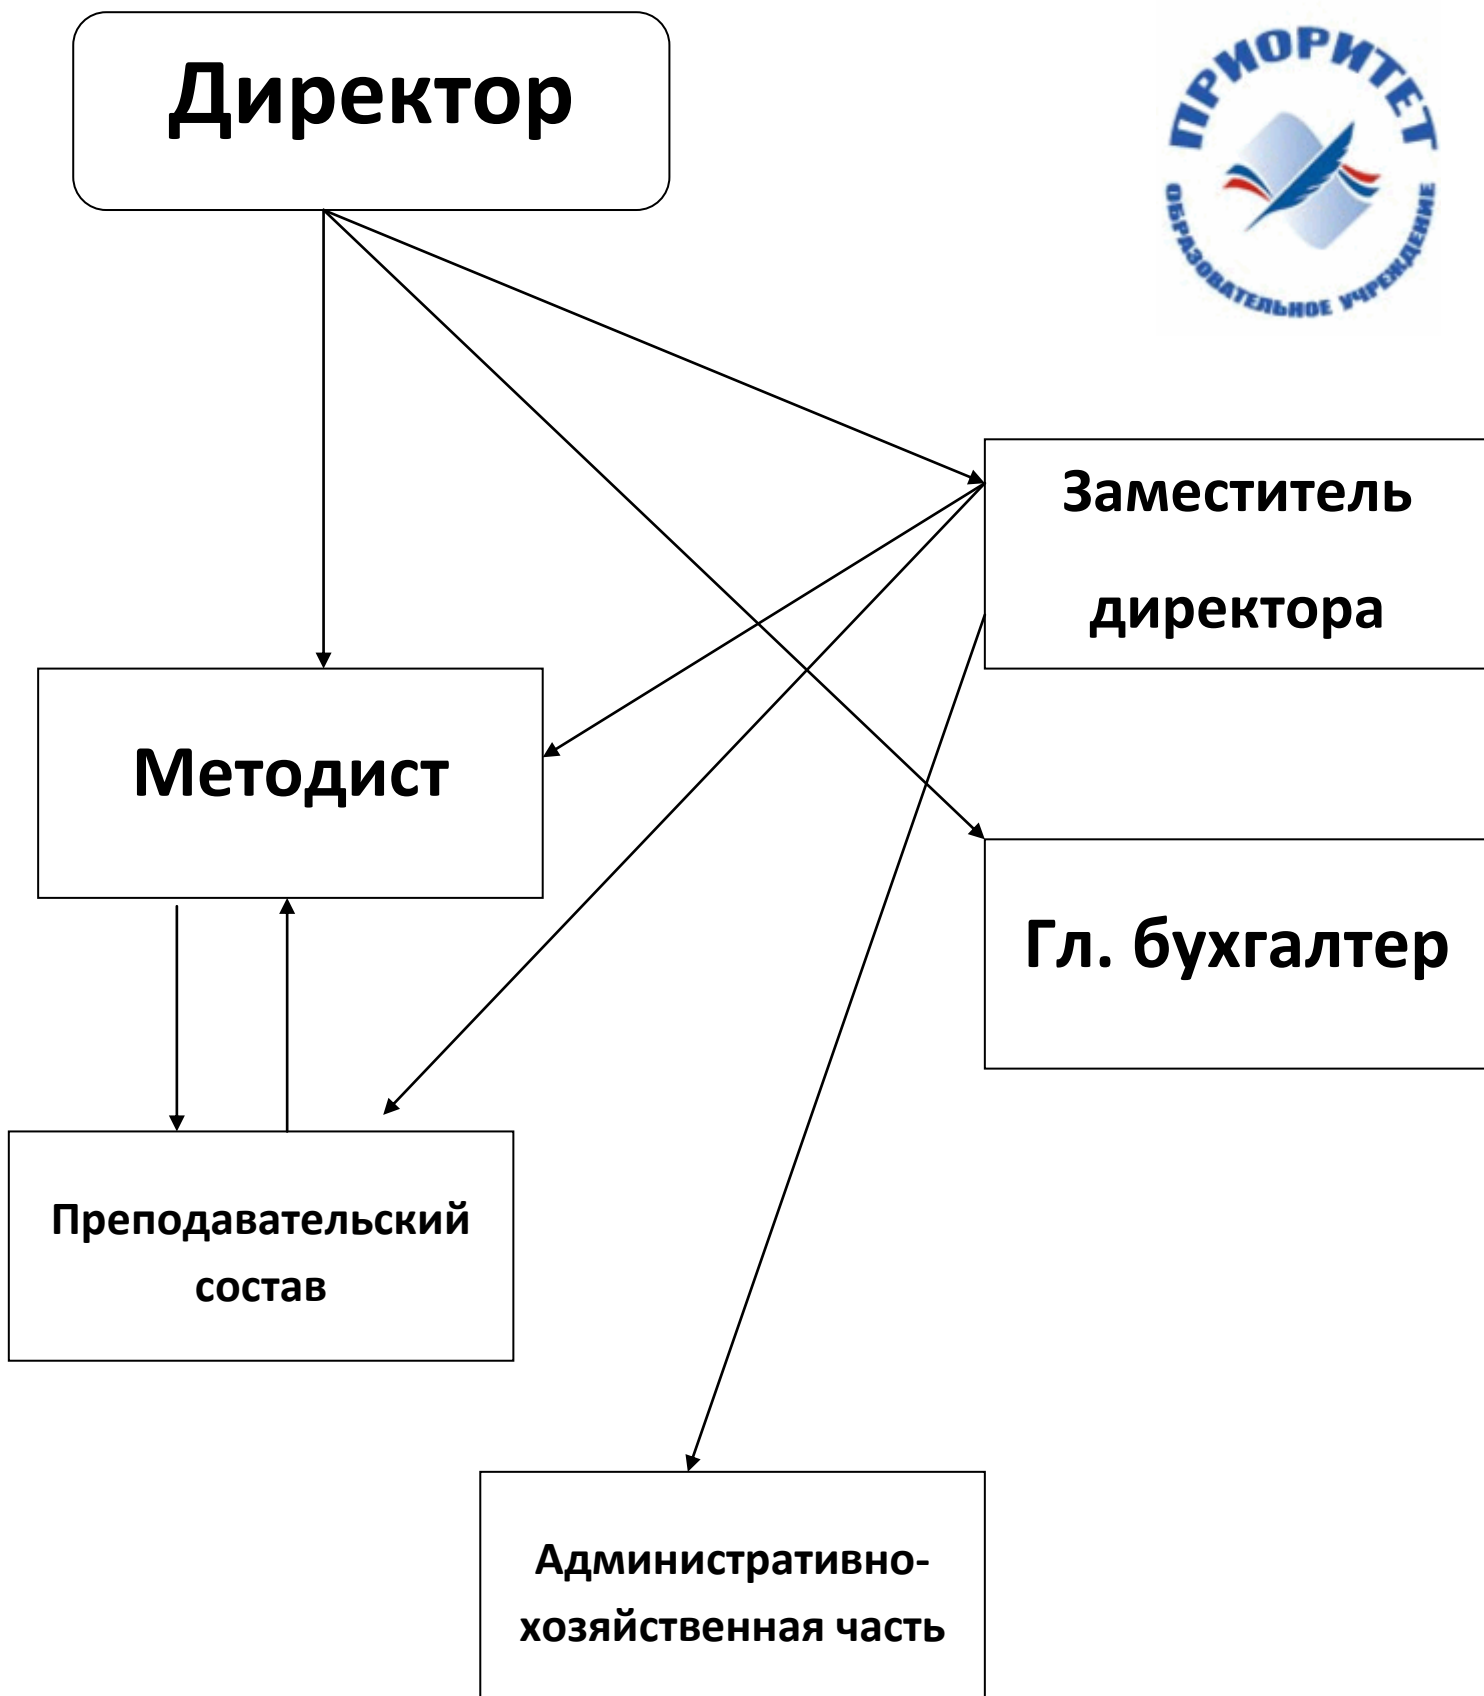 Директор
ПРИОРИТЕТ
ОБРАЗОВАТЕЛЬНОЕ УЧРЕЖДЕНИЕ
Заместитель
директора
Методист
Гл. бухгалтер
Преподавательский
состав
Административно-
хозяйственная часть